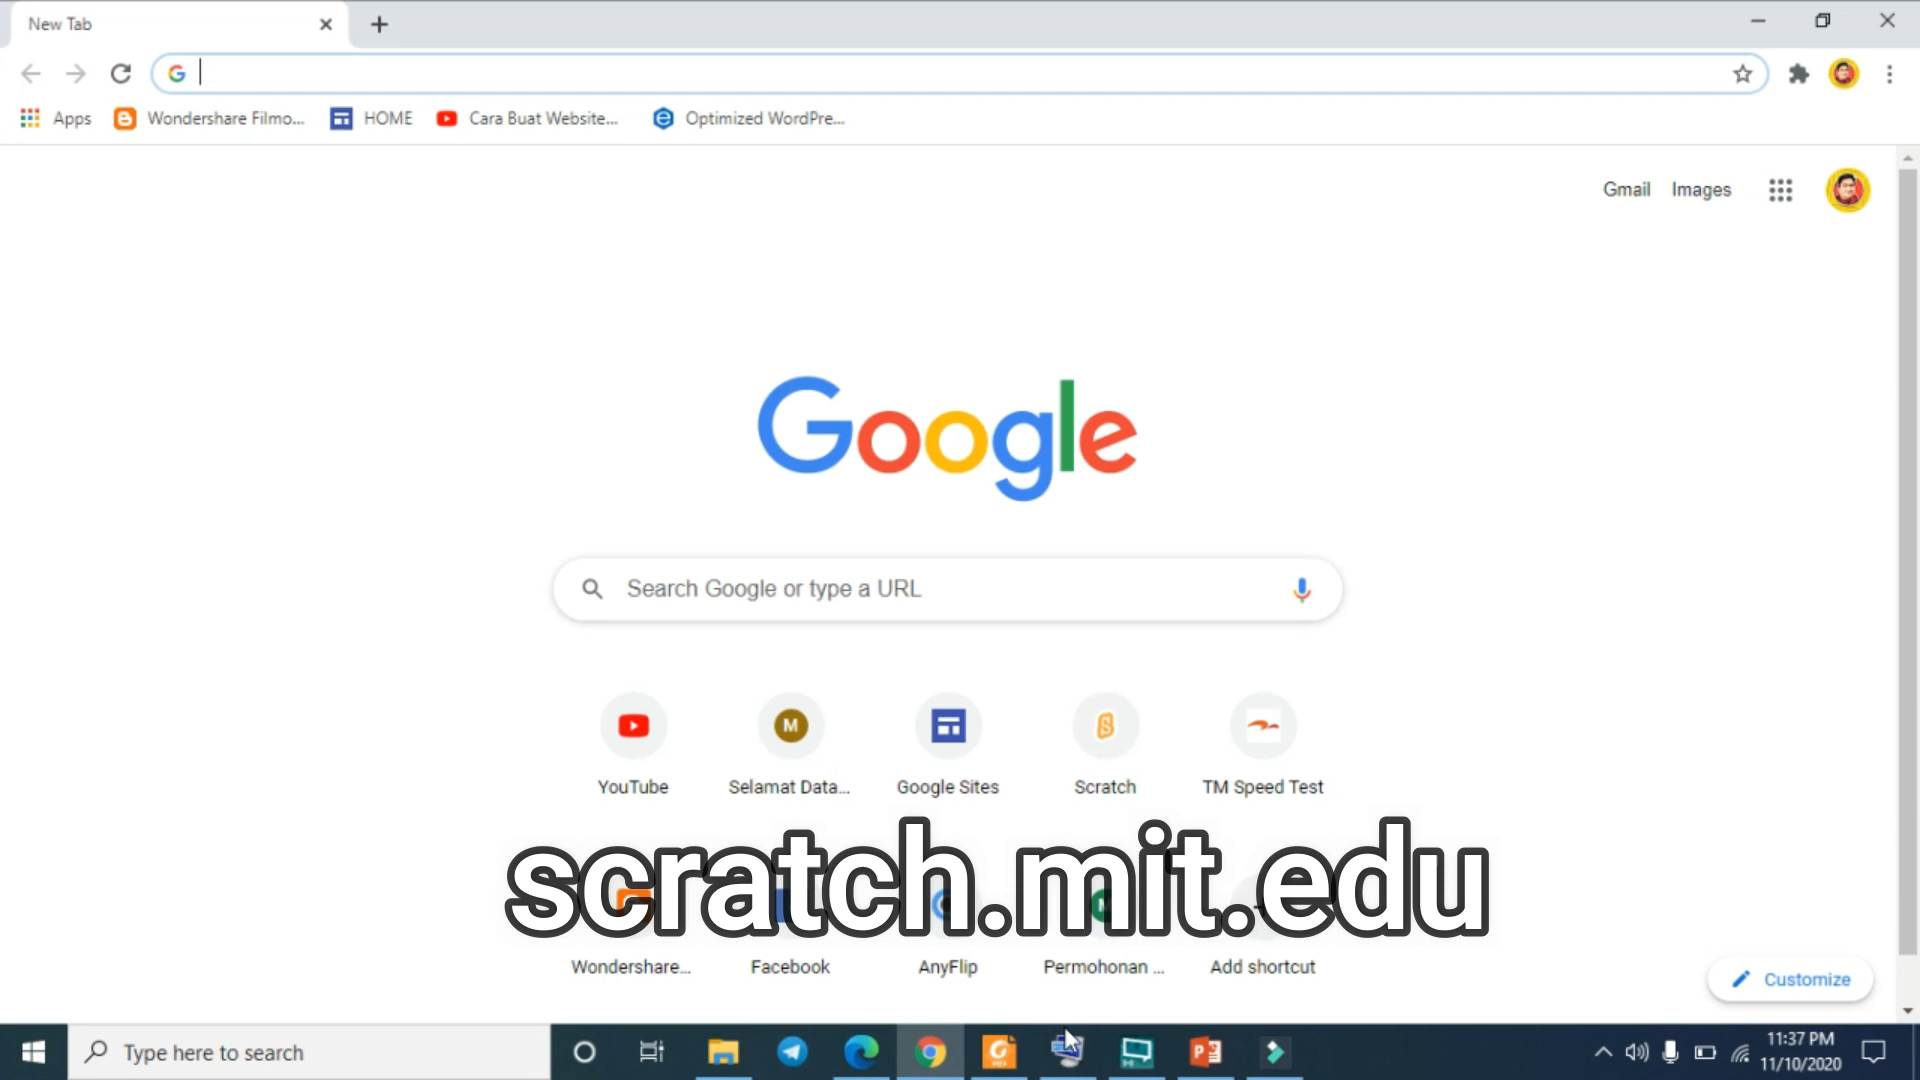 New Tab
Apps Wondershare Filmo... HOME Cara Buat Website... Optimized WordPre...
Gmail Images
Google
Search Google or type a URL
M
YouTube Selamat Data... Google Sites Scratch TM Speed Test
scratch.mit.edu
Wondershare... Facebook AnyFlip Permohonan ... Add shortcut
Customize
Type here to search
11:37 PM
11/10/2020